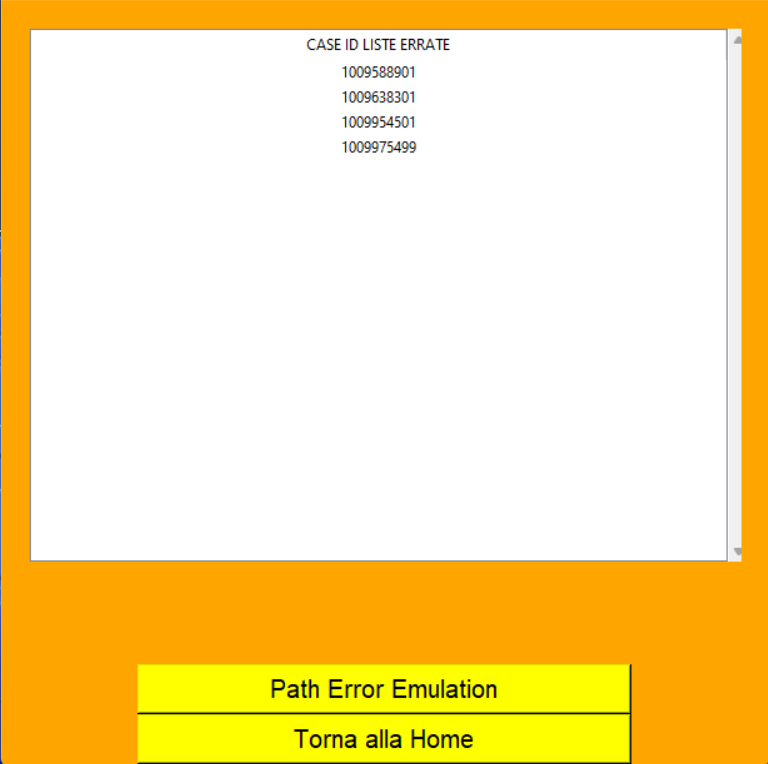 CASE ID LISTE ERRATE
1009588901
1009638301
1009954501
1009975499
Path Error Emulation
Torna alla Home